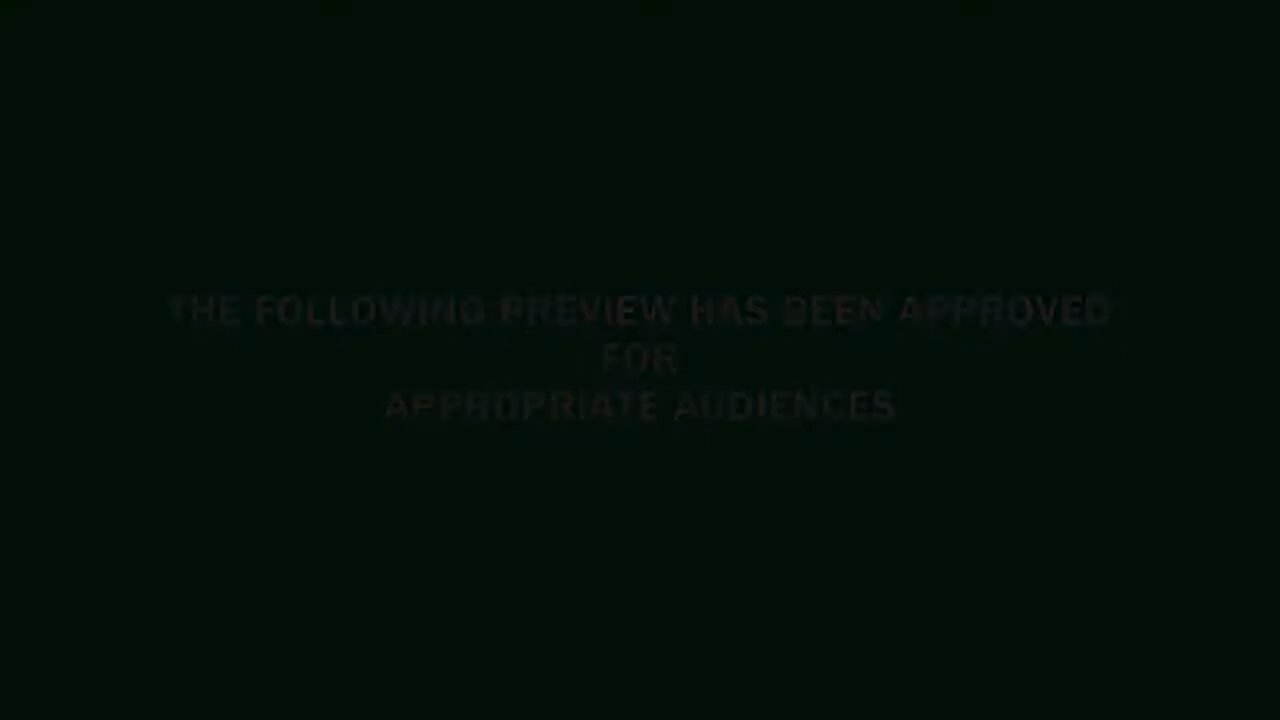 THE FOLLOWING PREVIEW HAS BEEN APPROVED
FOR
APPROPRIATE AUDIENCES